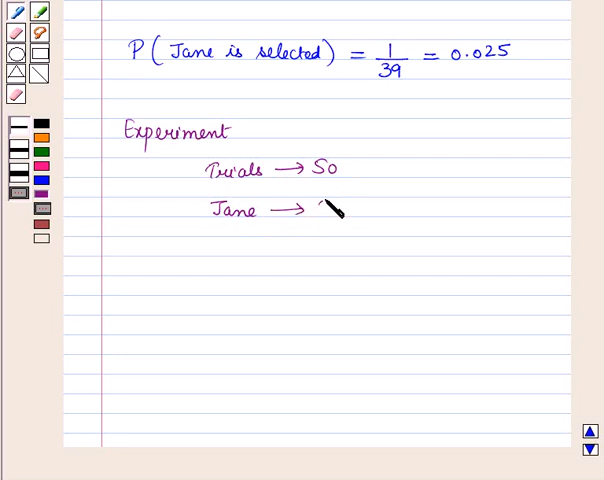 P ( Jane is selected ) = 1/39 = 0.025
Experiment
Trials → 50
Jane →